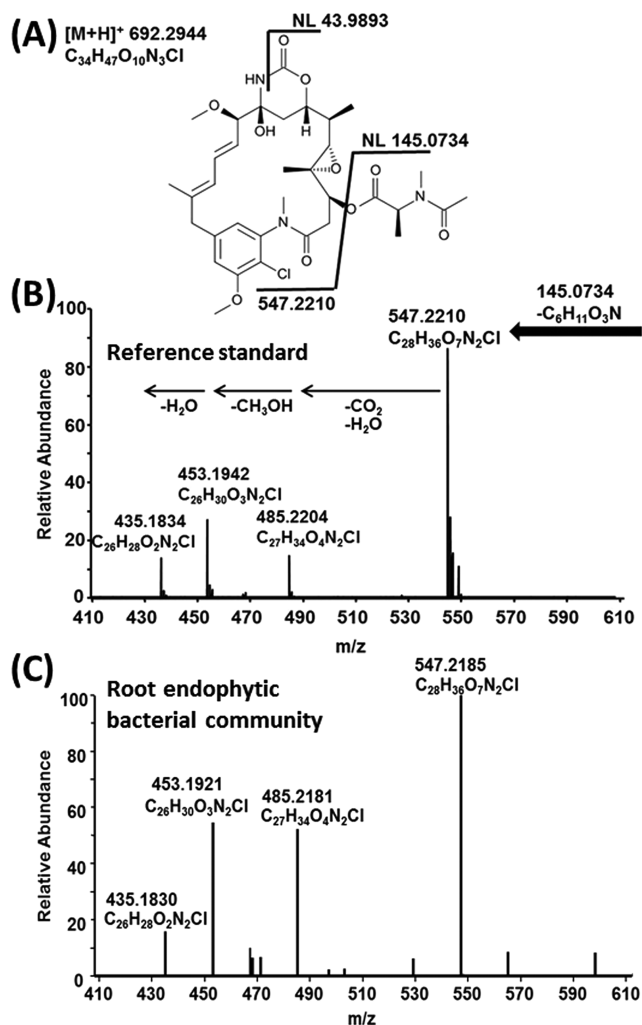 (A)
[M+H]⁺ 692.2944
C₃₄H₄₇O₁₀N₃Cl
NL 43.9893
O
HN
O
O
OH
H
NL 145.0734
O
O
O
N
N
O
O
Cl
O
547.2210
(B)
100
80
60
40
20
0
Relative Abundance
Reference standard
547.2210
C₂₈H₃₆O₇N₂Cl
145.0734
-C₆H₁₁O₃N
-H₂O
-CH₃OH
-CO₂
-H₂O
453.1942
C₂₆H₃₀O₃N₂Cl
435.1834
C₂₆H₂₈O₂N₂Cl
485.2204
C₂₇H₃₄O₄N₂Cl
410 430 450 470 490 510 530 550 570 590 610
m/z
(C)
100
80
60
40
20
0
Relative Abundance
Root endophytic
bacterial community
547.2185
C₂₈H₃₆O₇N₂Cl
453.1921
C₂₆H₃₀O₃N₂Cl
485.2181
C₂₇H₃₄O₄N₂Cl
435.1830
C₂₆H₂₈O₂N₂Cl
410 430 450 470 490 510 530 550 570 590 610
m/z